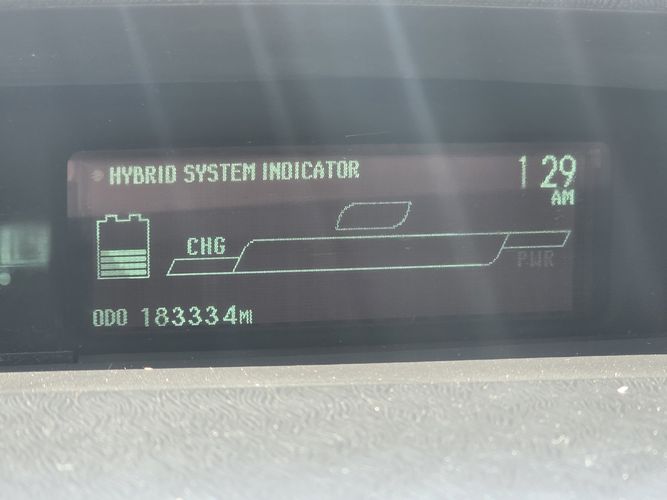 HYBRID SYSTEM INDICATOR
1 29
AM
CHG
PWR
ODO 183334MI